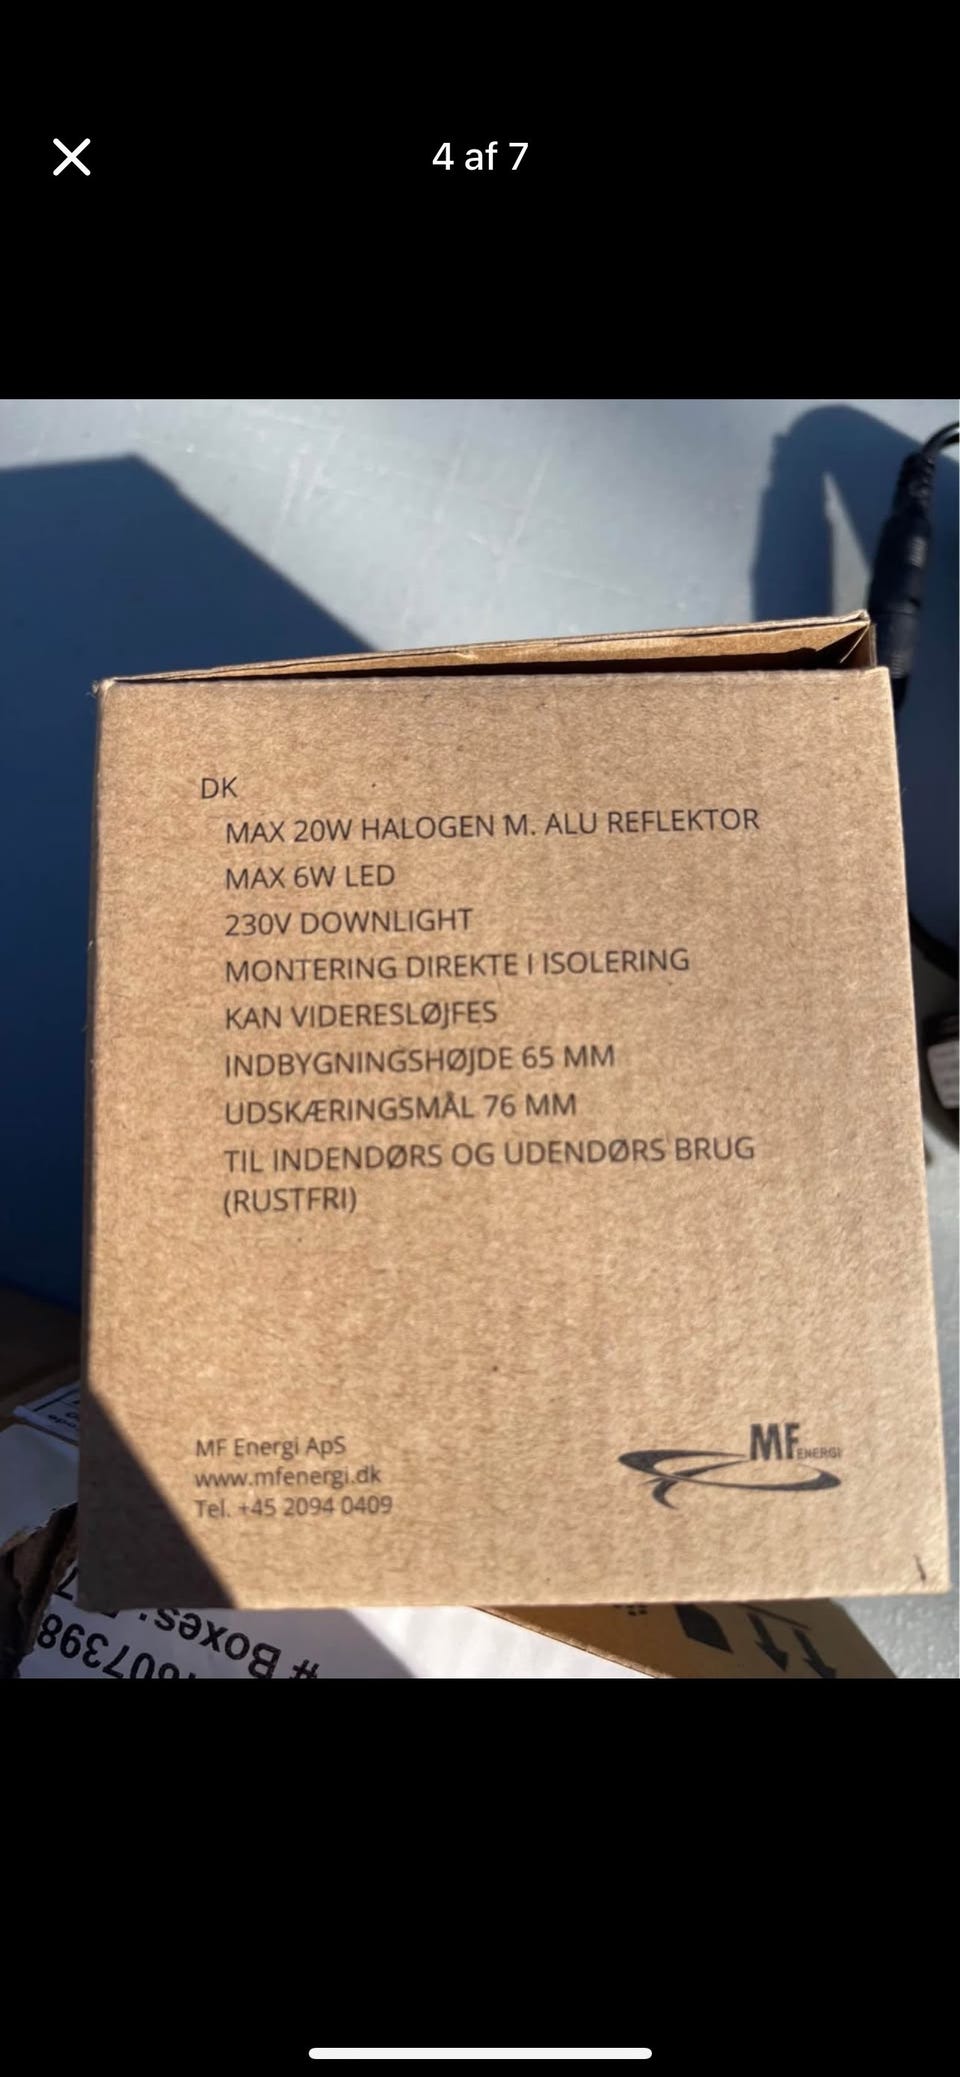 4 af 7
DK
MAX 20W HALOGEN M. ALU REFLEKTOR
MAX 6W LED
230V DOWNLIGHT
MONTERING DIREKTE I ISOLERING
KAN VIDERESLØJFES
INDBYGNINGSHØJDE 65 MM
UDSKÆRINGSMÅL 76 MM
TIL INDENDØRS OG UDENDØRS BRUG
(RUSTFRI)
MF Energi ApS
www.mfenergi.dk
Tel. +45 2094 0409
MF ENERGI
# Boxes: